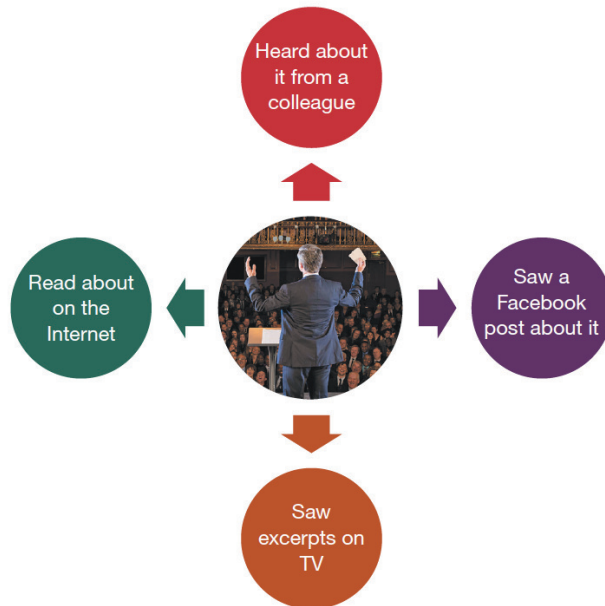 Heard about
it from a
colleague
Read about
on the
Internet
Saw a
Facebook
post about it
Saw
excerpts on
TV